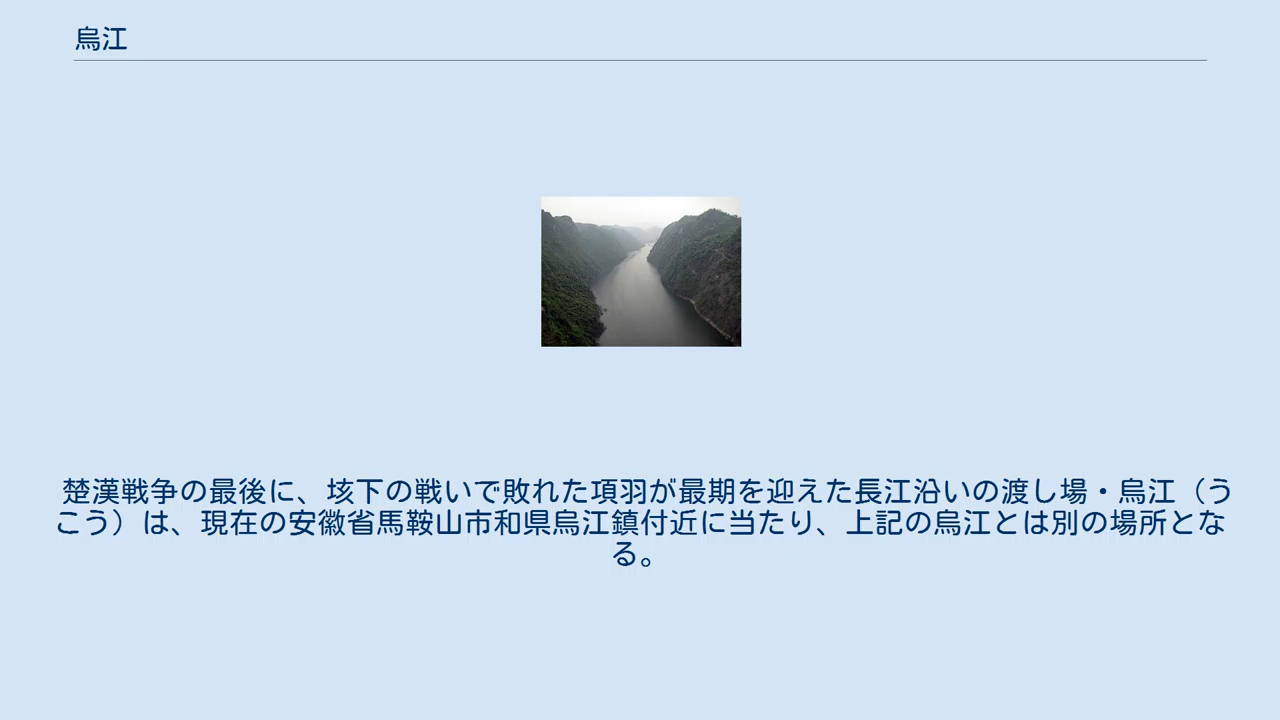 烏江
楚漢戦争の最後に、垓下の戦いで敗れた項羽が最期を迎えた長江沿いの渡し場・烏江（う
こう）は、現在の安徽省馬鞍山市和県烏江鎮付近に当たり、上記の烏江とは別の場所とな
る。